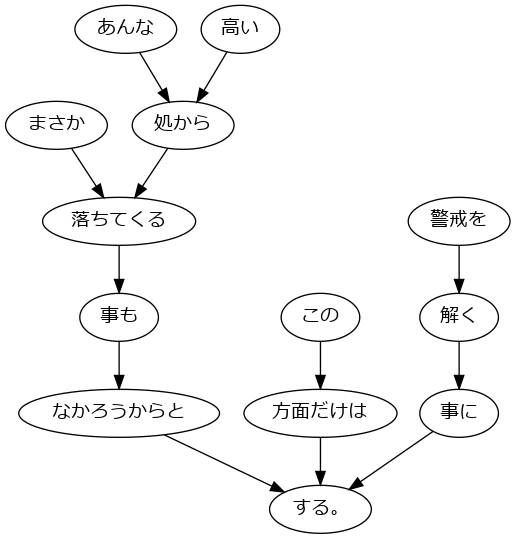 あんな
高い
まさか
処から
落ちてくる
警戒を
事も
この
解く
なかろうからと
方面だけは
事に
する。